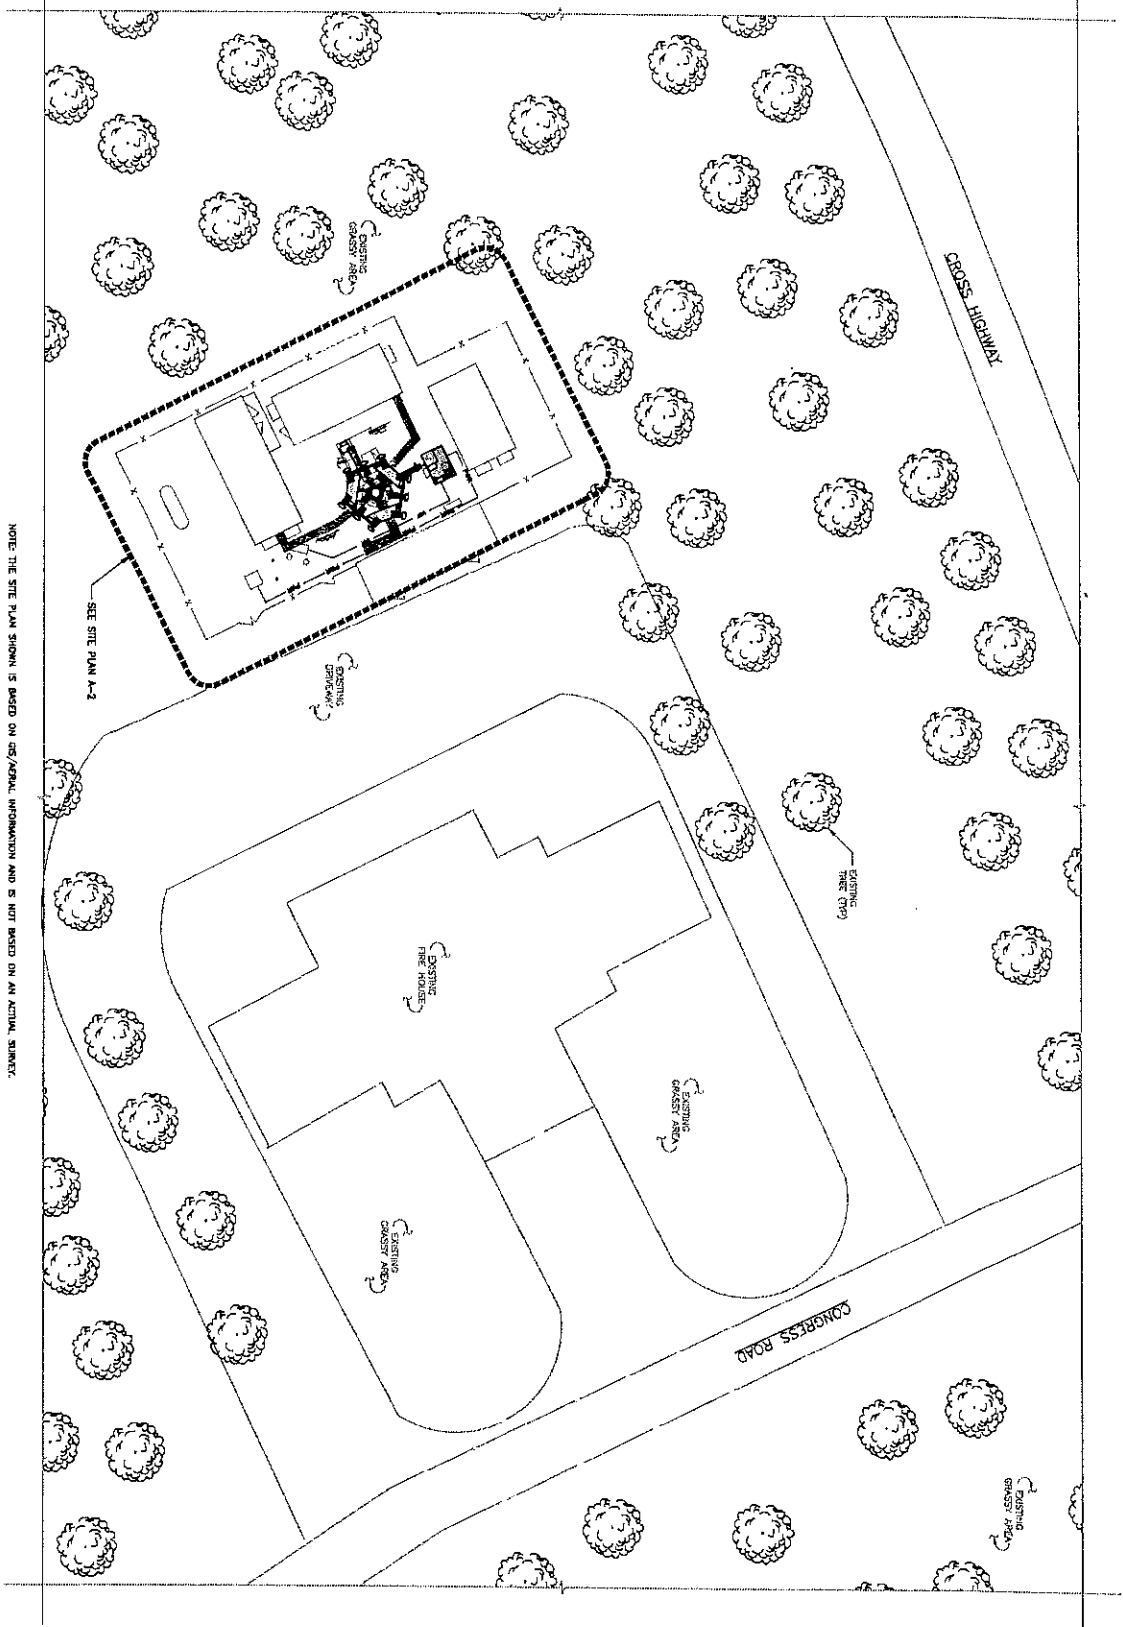 CROSS HIGHWAY
EXISTING
GRASSY AREA
SEE SITE PLAN A-2
EXISTING
DRIVEWAY
EXISTING
TREE (TYP)
EXISTING
FIRE HOUSE
EXISTING
GRASSY AREA
EXISTING
GRASSY AREA
CONGRESS ROAD
EXISTING
GRASSY AREA
NOTE: THE SITE PLAN SHOWN IS BASED ON GIS/AERIAL INFORMATION AND IS NOT BASED ON AN ACTUAL SURVEY.